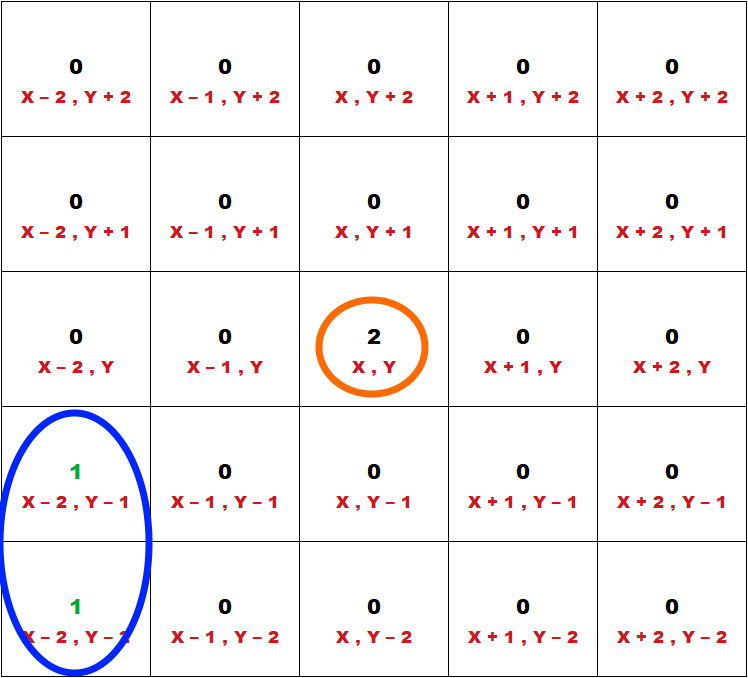 0 0 0 0 0
X – 2 , Y + 2 X – 1 , Y + 2 X , Y + 2 X + 1 , Y + 2 X + 2 , Y + 2
0 0 0 0 0
X – 2 , Y + 1 X – 1 , Y + 1 X , Y + 1 X + 1 , Y + 1 X + 2 , Y + 1
0 0 2 0 0
X – 2 , Y X – 1 , Y X , Y X + 1 , Y X + 2 , Y
1 0 0 0 0
X – 2 , Y – 1 X – 1 , Y – 1 X , Y – 1 X + 1 , Y – 1 X + 2 , Y – 1
1 0 0 0 0
X – 2 , Y – 2 X – 1 , Y – 2 X , Y – 2 X + 1 , Y – 2 X + 2 , Y – 2